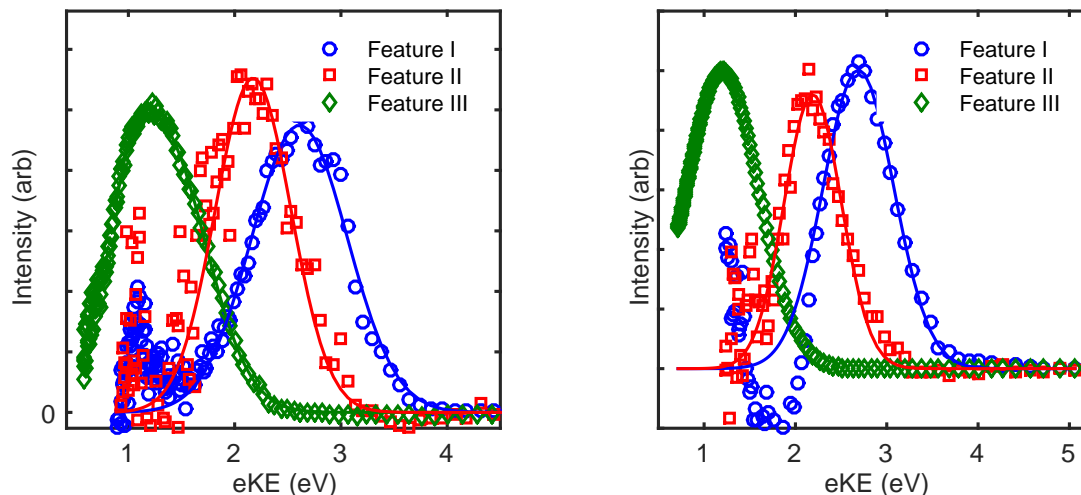 Feature I
Feature II
Feature III
Intensity (arb)
0
1 2 3 4
eKE (eV)
Feature I
Feature II
Feature III
Intensity (arb)
1 2 3 4 5
eKE (eV)